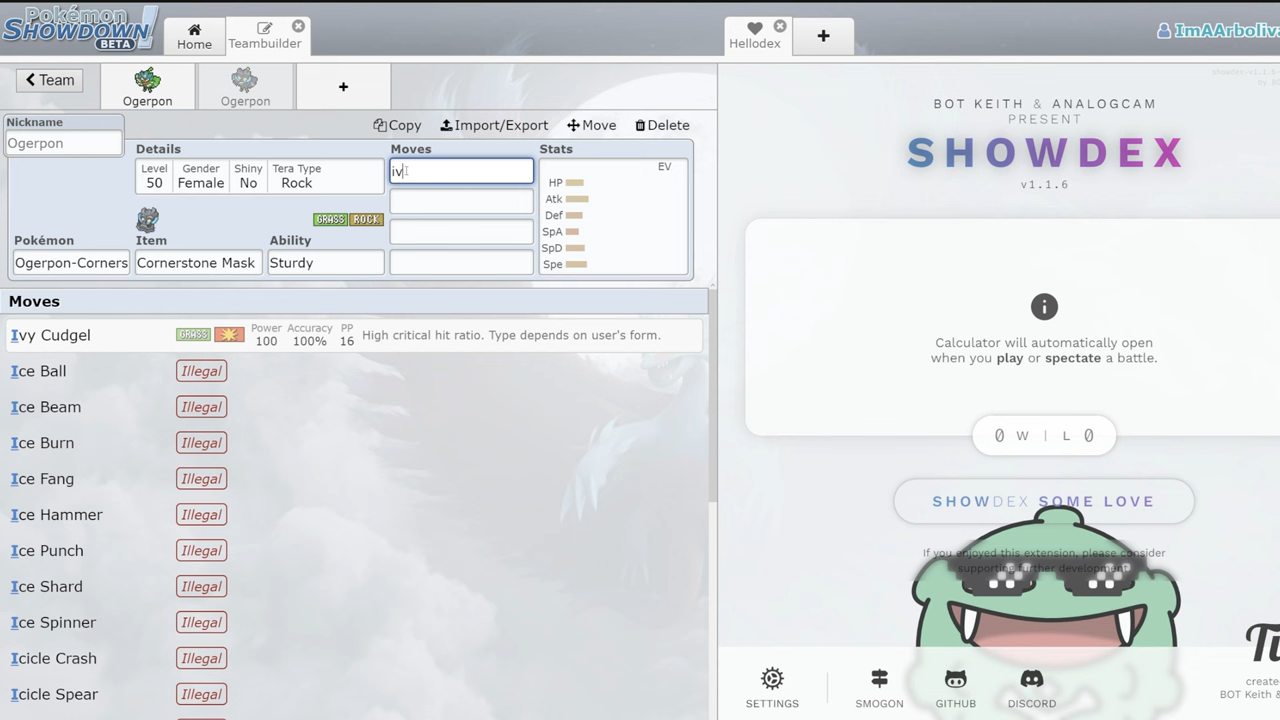 Pokémon
SHOWDOWN!
BETA
Home
Teambuilder
Hellodex
Team
Ogerpon
Ogerpon
Nickname
Ogerpon
Copy
Import/Export
Move
Delete
Details
Level
50
Gender
Female
Shiny
No
Tera Type
Rock
GRASS ROCK
Pokémon
Ogerpon-Corners
Item
Cornerstone Mask
Ability
Sturdy
Moves
iv
Stats
EV
HP
Atk
Def
SpA
SpD
Spe
Moves
Ivy Cudgel GRASS Power 100 Accuracy 100% PP 16 High critical hit ratio. Type depends on user's form.
Ice Ball Illegal
Ice Beam Illegal
Ice Burn Illegal
Ice Fang Illegal
Ice Hammer Illegal
Ice Punch Illegal
Ice Shard Illegal
Ice Spinner Illegal
Icicle Crash Illegal
Icicle Spear Illegal
BOT KEITH & ANALOGCAM
PRESENT
SHOWDEX
v1.1.6
Calculator will automatically open
when you play or spectate a battle.
0 W | L 0
SHOWDEX SOME LOVE
If you enjoyed this extension, please consider
supporting further development.
SETTINGS
SMOGON
GITHUB
DISCORD
BOT Keith &